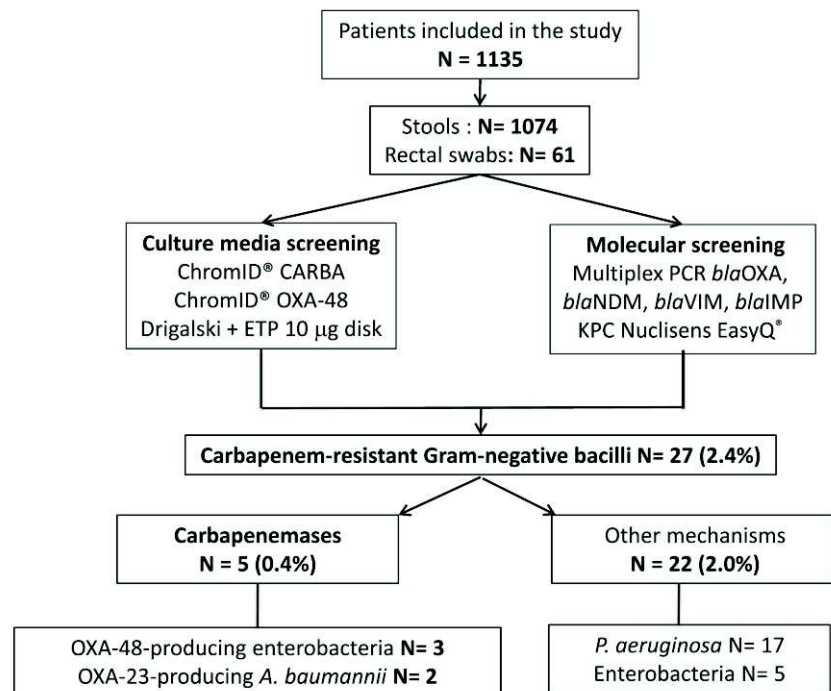 Patients included in the study
N = 1135
Stools : N= 1074
Rectal swabs: N= 61
Culture media screening
ChromID® CARBA
ChromID® OXA-48
Drigalski + ETP 10 µg disk
Molecular screening
Multiplex PCR blaOXA,
blaNDM, blaVIM, blaIMP
KPC Nuclisens EasyQ®
Carbapenem-resistant Gram-negative bacilli N= 27 (2.4%)
Carbapenemases
N = 5 (0.4%)
Other mechanisms
N = 22 (2.0%)
OXA-48-producing enterobacteria N= 3
OXA-23-producing A. baumannii N= 2
P. aeruginosa N= 17
Enterobacteria N= 5